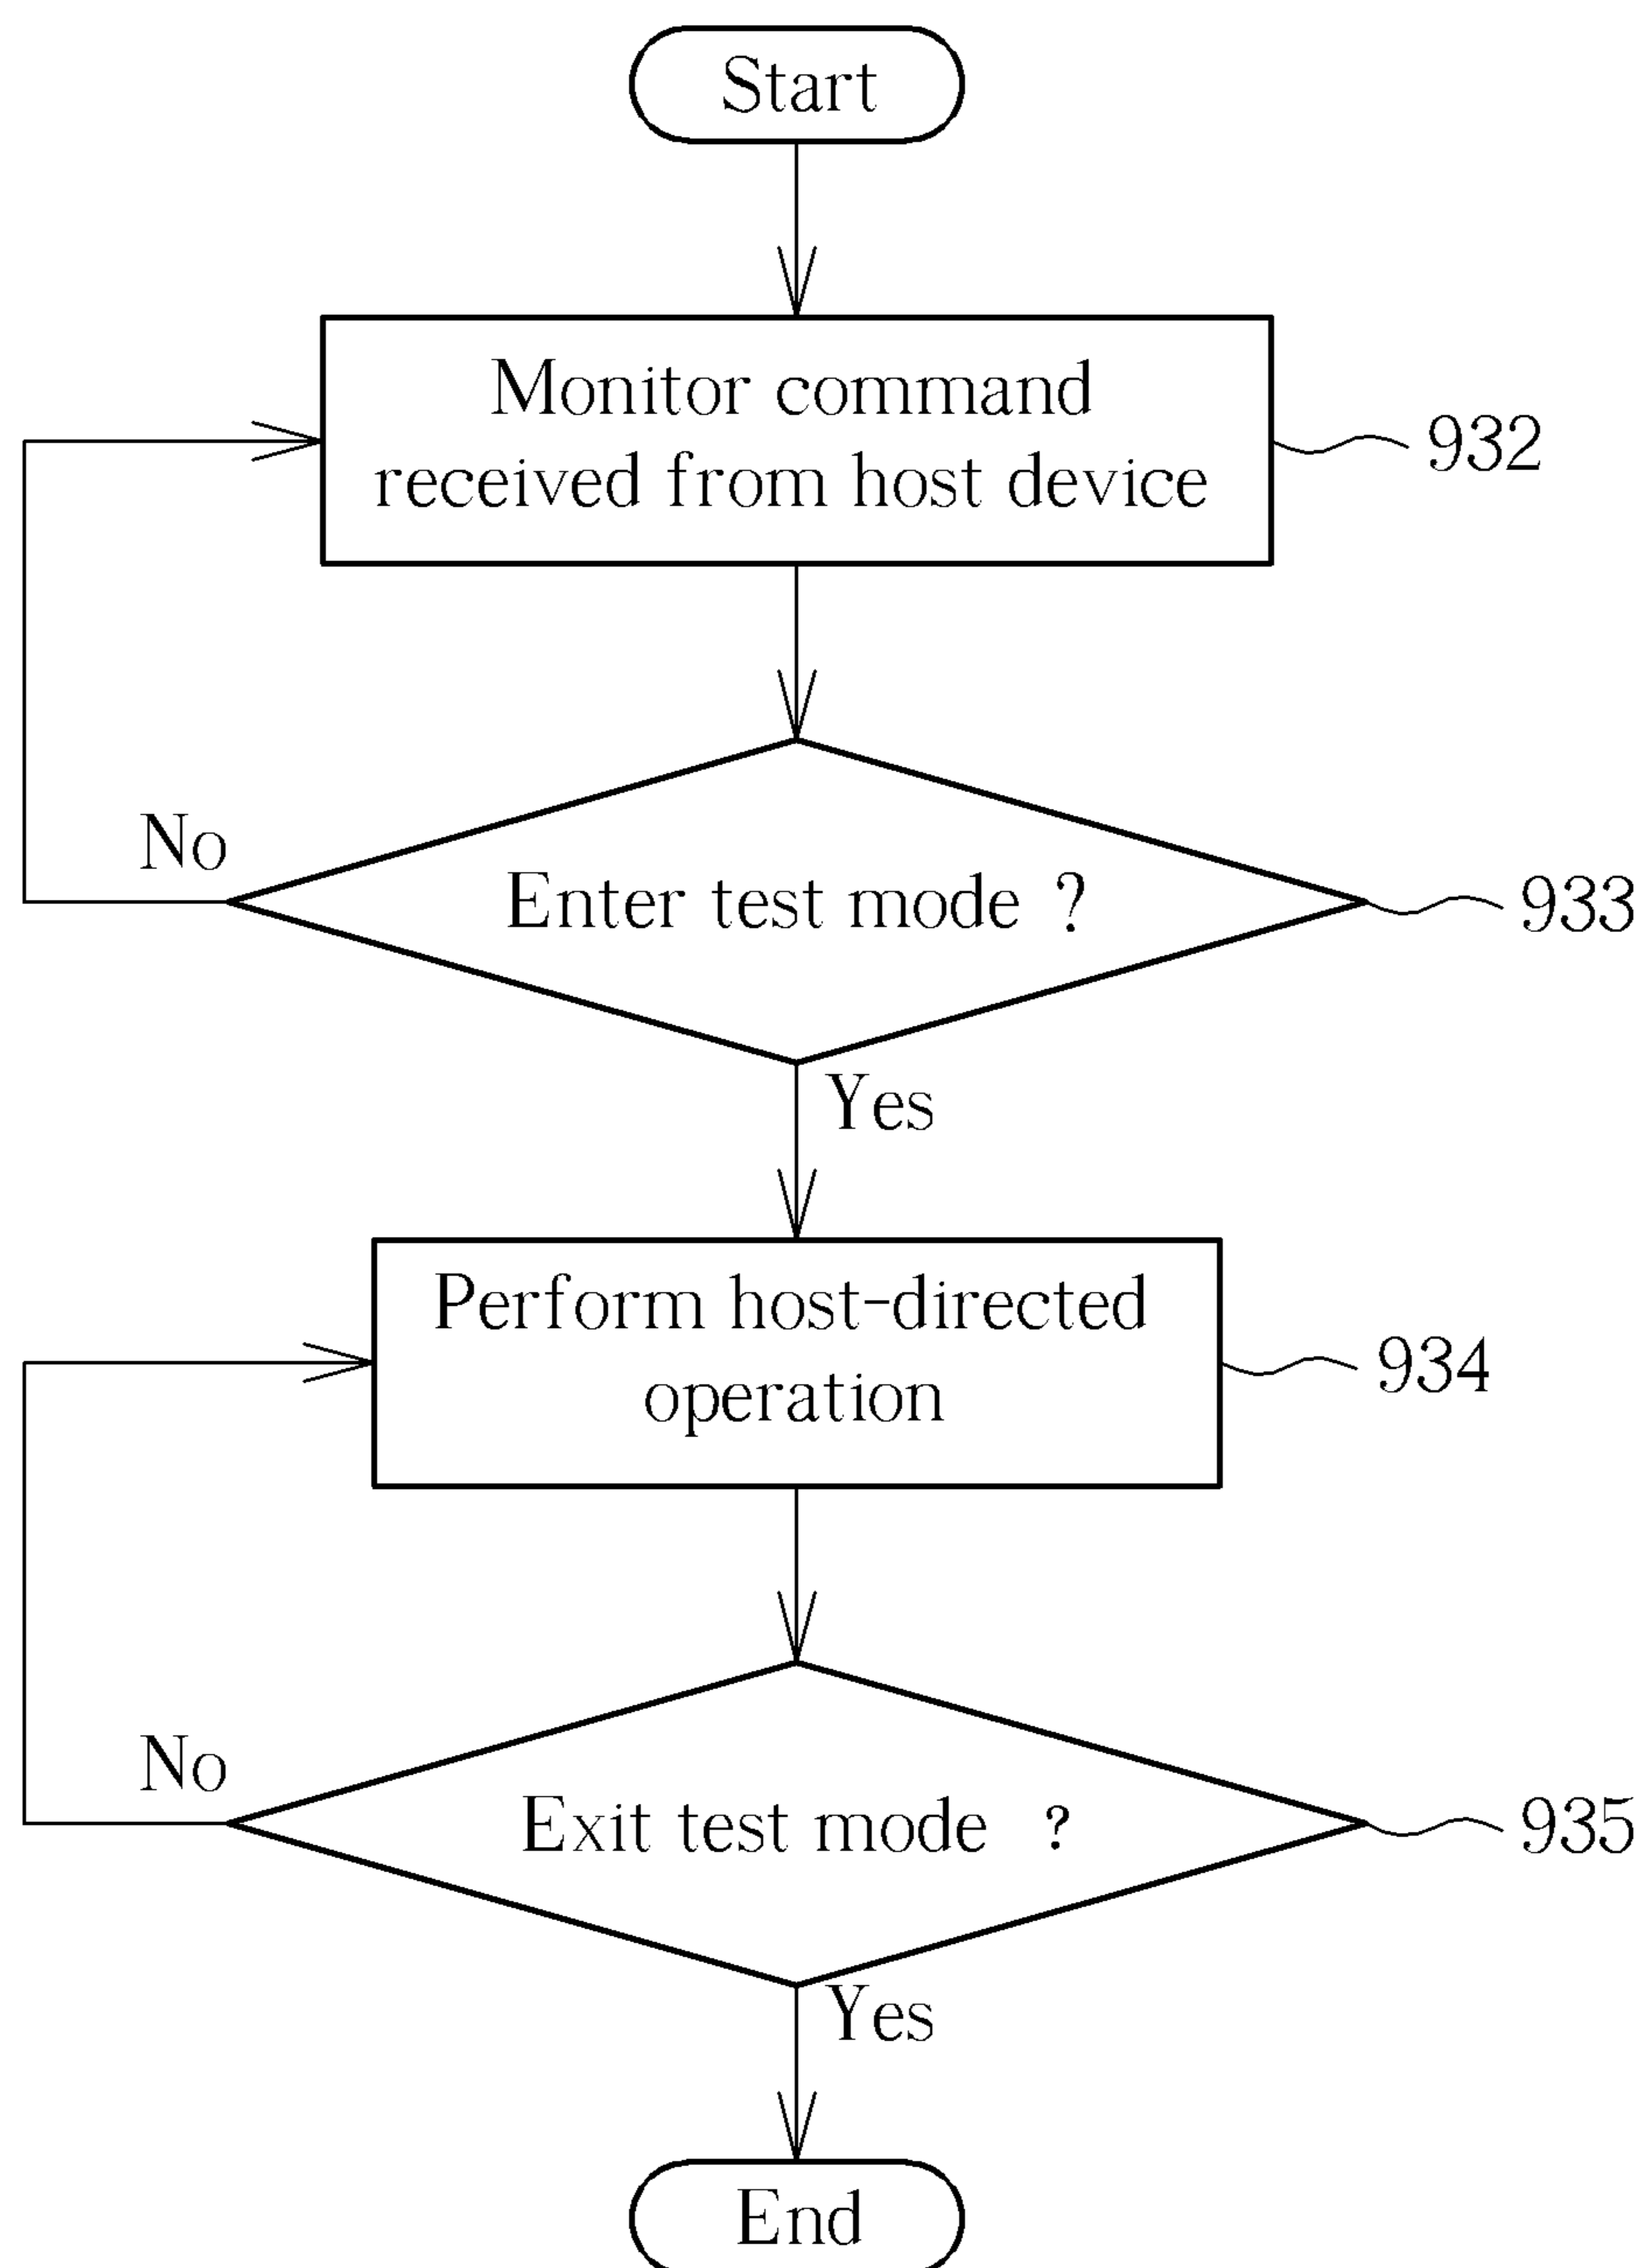 Start
Monitor command
received from host device
932
No
Enter test mode ?
933
Yes
Perform host-directed
operation
934
No
Exit test mode ?
935
Yes
End